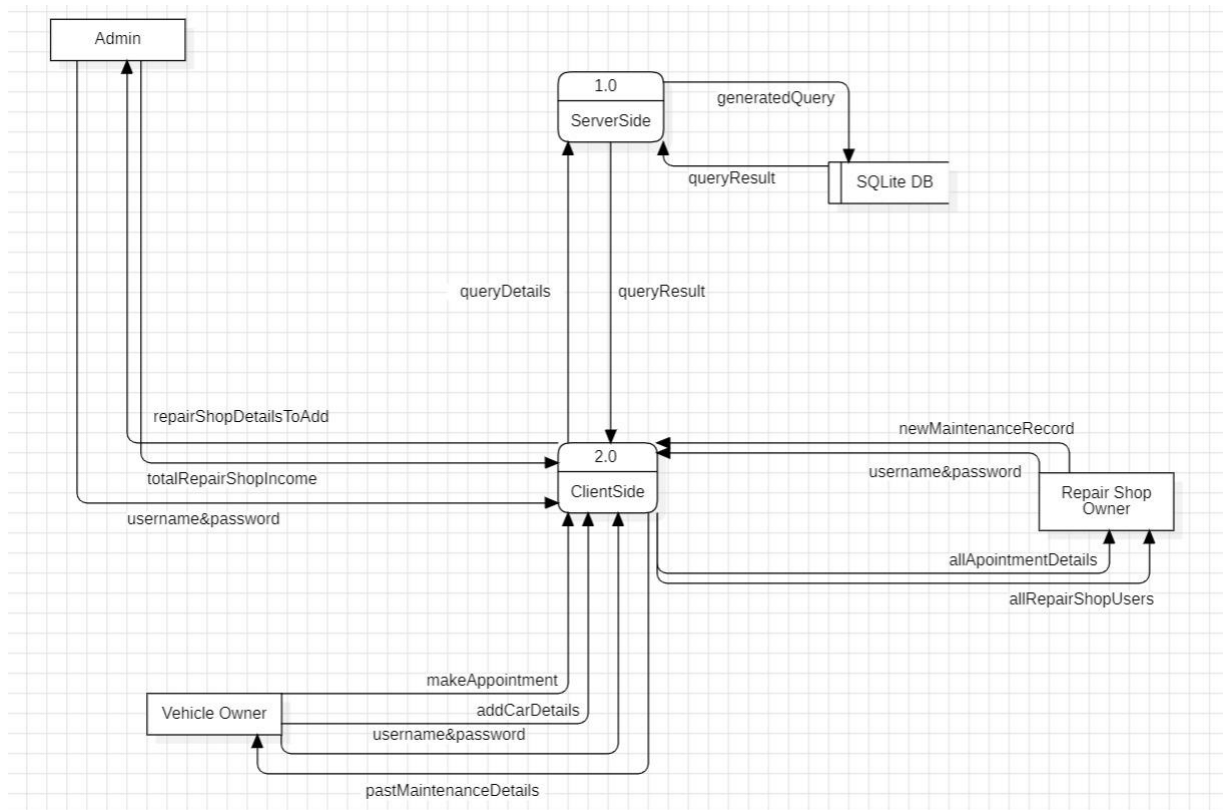 Admin
1.0
ServerSide
generatedQuery
queryResult
SQLite DB
queryDetails
queryResult
repairShopDetailsToAdd
totalRepairShopIncome
username&password
2.0
ClientSide
newMaintenanceRecord
username&password
Repair Shop
Owner
allApointmentDetails
allRepairShopUsers
makeAppointment
Vehicle Owner
addCarDetails
username&password
pastMaintenanceDetails